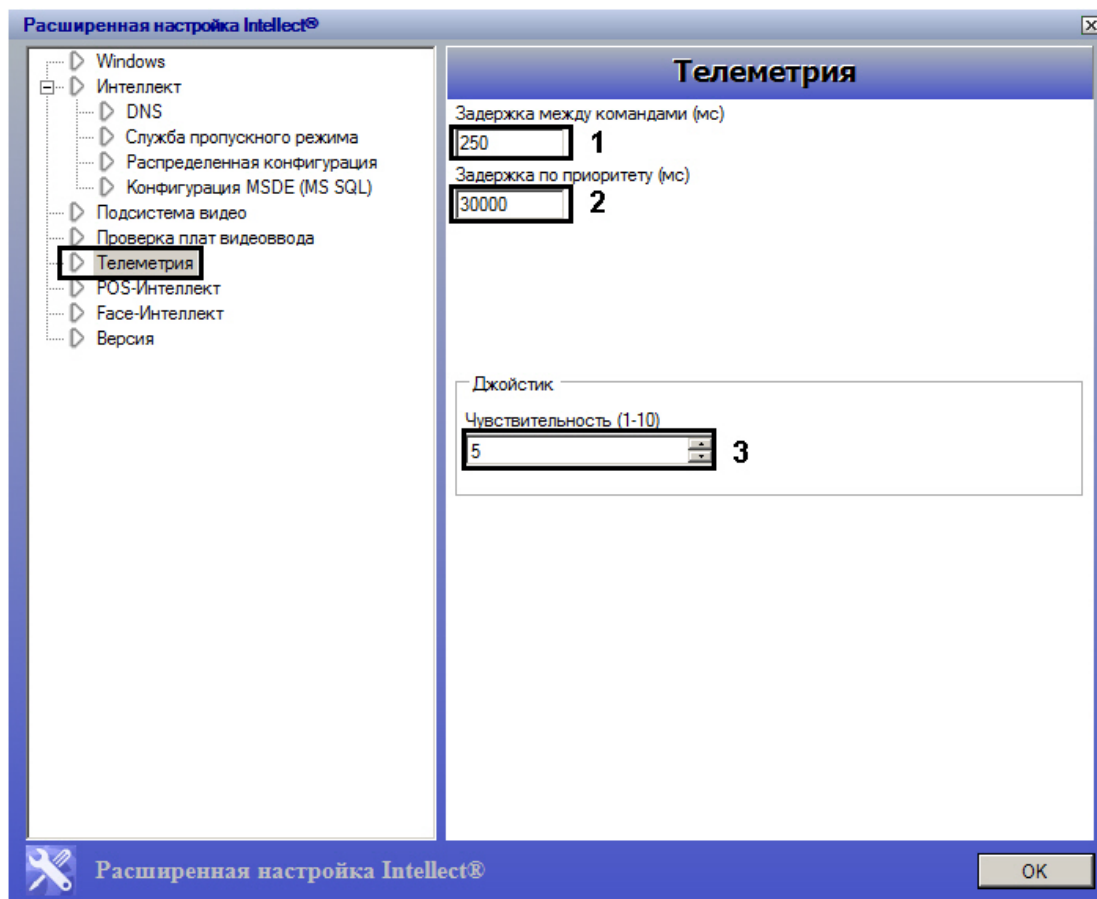 Расширенная настройка Intellect®
Windows
Интеллект
DNS
Служба пропускного режима
Распределенная конфигурация
Конфигурация MSDE (MS SQL)
Подсистема видео
Проверка плат видеоввода
Телеметрия
POS-Интеллект
Face-Интеллект
Версия
Телеметрия
Задержка между командами (мс)
250 1
Задержка по приоритету (мс)
30000 2
Джойстик
Чувствительность (1-10)
5 3
Расширенная настройка Intellect®
OK